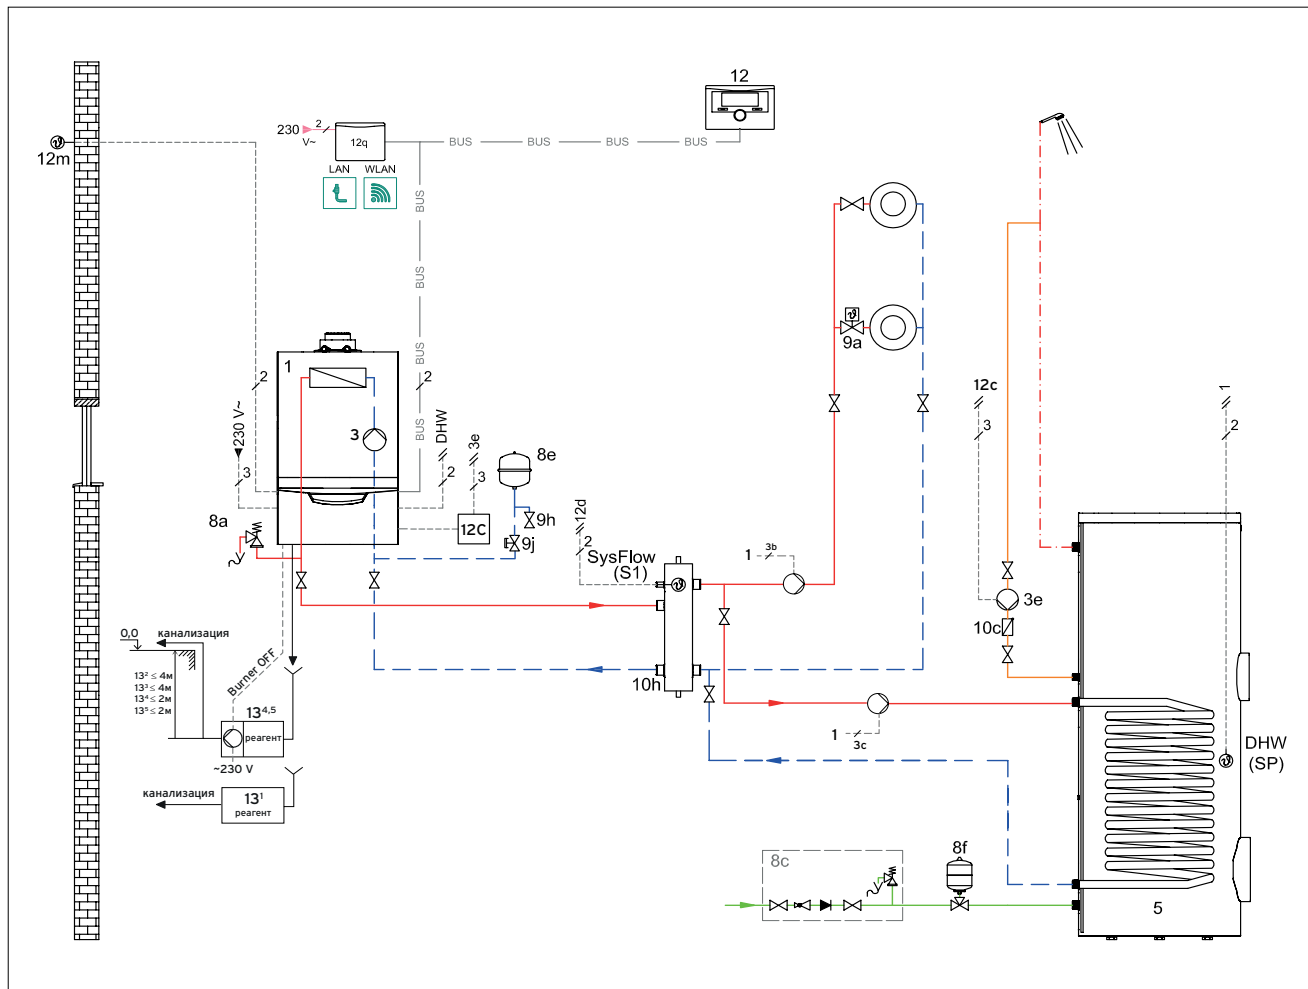 12
230
V~
2
12q
BUS
BUS
BUS
BUS
12m
LAN
WLAN
BUS
BUS
9a
1
2
2
230 V~
3
3
BUS
DHW
2
3e
3
8e
12c
3
1
2
8a
12C
9h
9j
12d
2
SysFlow
(S1)
1
3b
3e
10c
0,0
канализация
13² ≤ 4м
13³ ≤ 4м
13⁴ ≤ 2м
13⁵ ≤ 2м
Burner OFF
10h
13⁴,⁵
реагент
~230 V
1
3c
DHW
(SP)
канализация
13¹
реагент
8c
8f
5